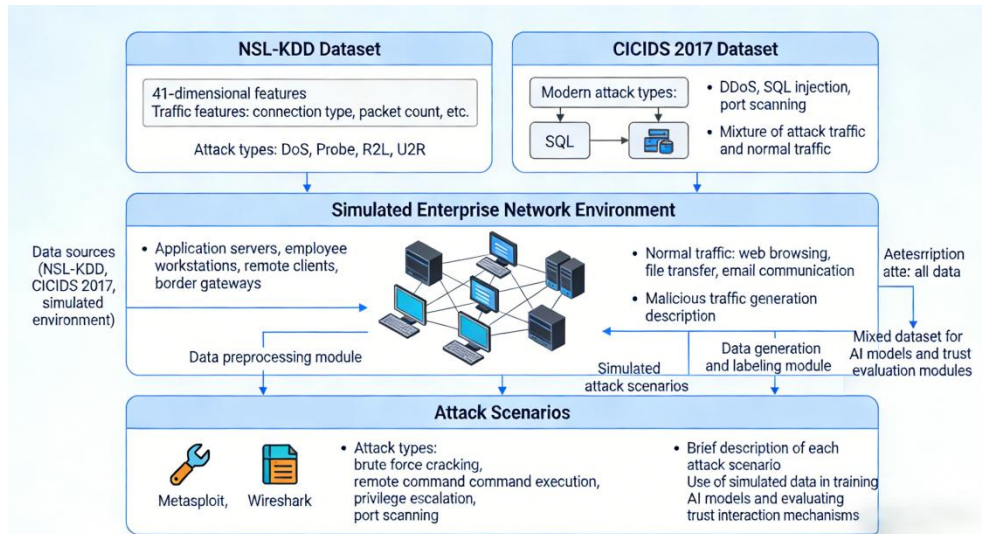 NSL-KDD Dataset
41-dimensional features
Traffic features: connection type, packet count, etc.
Attack types: DoS, Probe, R2L, U2R
CICIDS 2017 Dataset
Modern attack types:
SQL
• DDoS, SQL injection,
port scanning
• Mixture of attack traffic
and normal traffic
Simulated Enterprise Network Environment
Data sources
(NSL-KDD,
CICIDS 2017,
simulated
environment)
• Application servers, employee
workstations, remote clients,
border gateways
• Normal traffic: web browsing,
file transfer, email communication
• Malicious traffic generation
description
Aetesrription
atte: all data
Data preprocessing module
Simulated
attack scenarios
Data generation
and labeling module
Mixed dataset for
AI models and trust
evaluation modules
Attack Scenarios
Metasploit,
Wireshark
• Attack types:
brute force cracking,
remote command command execution,
privilege escalation,
port scanning
• Brief description of each
attack scenario
Use of simulated data in training
AI models and evaluating
trust interaction mechanisms